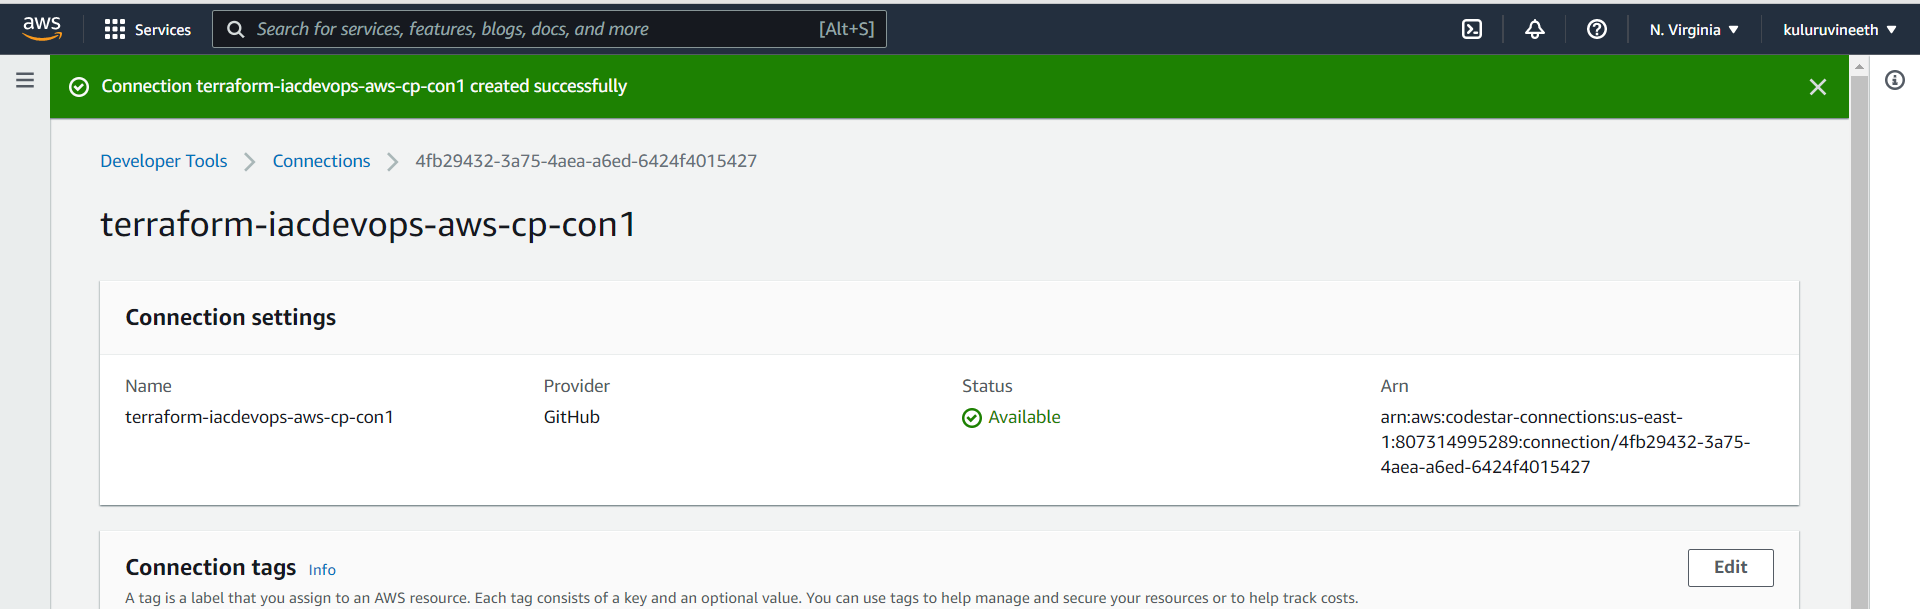 aws
Services
Search for services, features, blogs, docs, and more
[Alt+S]
N. Virginia
kuluruvineeth
Connection terraform-iacdevops-aws-cp-con1 created successfully
Developer Tools
Connections
4fb29432-3a75-4aea-a6ed-6424f4015427
terraform-iacdevops-aws-cp-con1
Connection settings
Name
terraform-iacdevops-aws-cp-con1
Provider
GitHub
Status
Available
Arn
arn:aws:codestar-connections:us-east-
1:807314995289:connection/4fb29432-3a75-
4aea-a6ed-6424f4015427
Connection tags Info
Edit
A tag is a label that you assign to an AWS resource. Each tag consists of a key and an optional value. You can use tags to help manage and secure your resources or to help track costs.